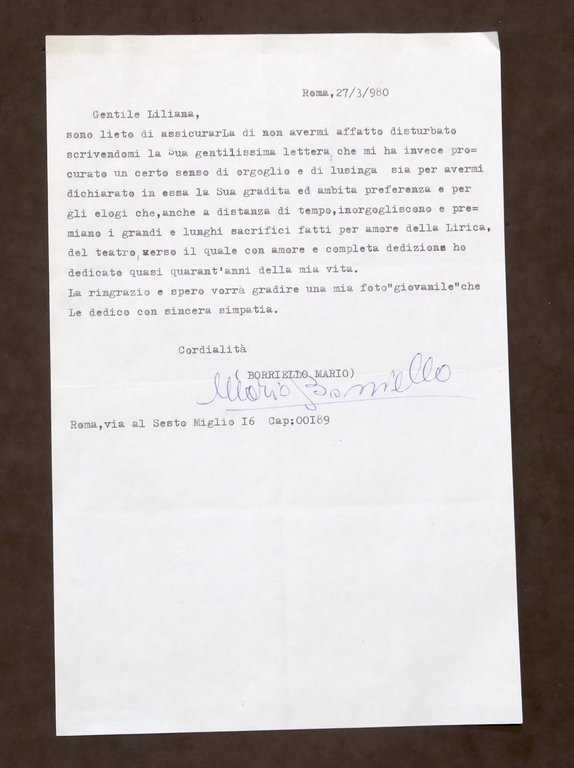 Roma,27/3/980
Gentile Liliana,
sono lieto di assicurarLa di non avermi affatto disturbato
scrivendomi la Sua gentilissima lettera, che mi ha invece pro=
curato un certo senso di orgoglio e di lusinga sia per avermi
dichiarato in essa la Sua gradita ed ambita preferenza e per
gli elogi che,anche a distanza di tempo,inorgogliscono e pre=
miano i grandi e lunghi sacrifici fatti per amore della Lirica,
del teatro,verso il quale con amore e completa dedizione ho
dedicato quasi quarant'anni della mia vita.
La ringrazio e spero vorrà gradire una mia foto"giovanile"che
Le dedico con sincera simpatia.
Cordialità
( BORRIELLO MARIO)
Mario Borriello
Roma,via al Sesto Miglio I6 Cap;00I89